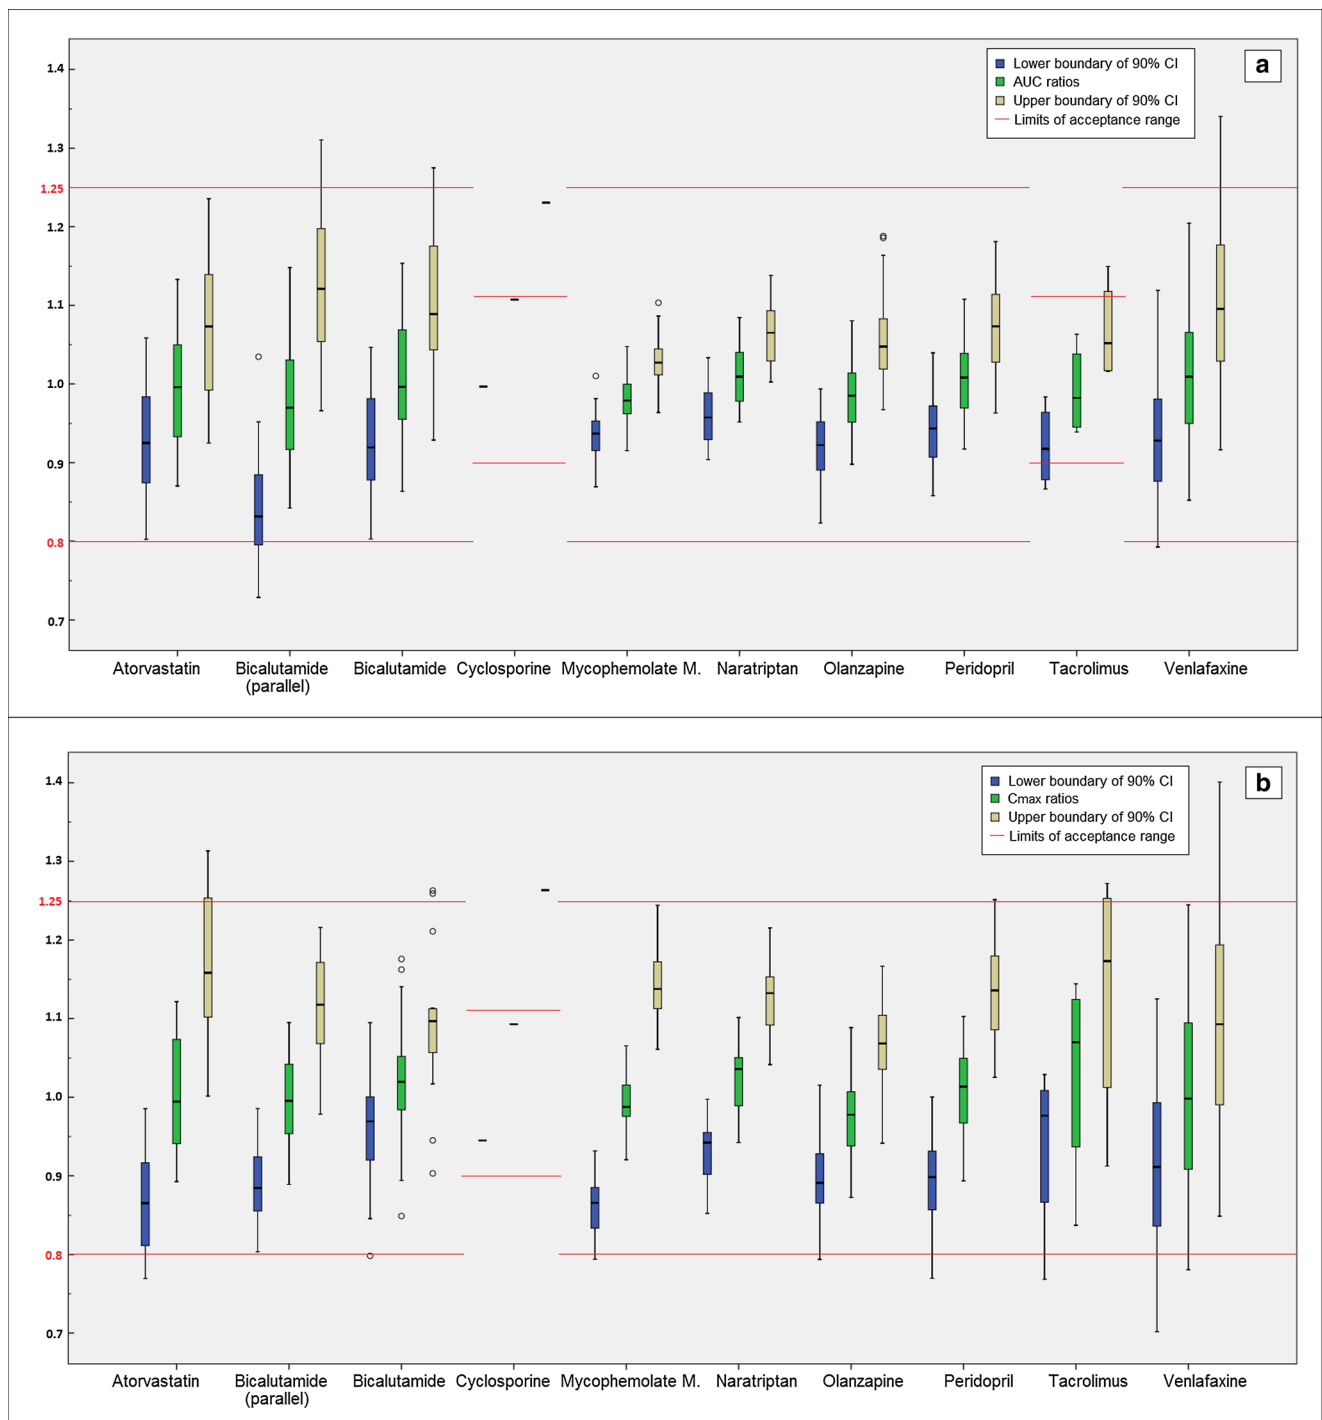 a
Lower boundary of 90% CI
AUC ratios
Upper boundary of 90% CI
Limits of acceptance range
1.4
1.3
1.25
1.2
1.1
1.0
0.9
0.8
0.7
Atorvastatin Bicalutamide (parallel) Bicalutamide Cyclosporine Mycophemolate M. Naratriptan Olanzapine Peridopril Tacrolimus Venlafaxine
b
Lower boundary of 90% CI
Cmax ratios
Upper boundary of 90% CI
Limits of acceptance range
1.4
1.3
1.25
1.2
1.1
1.0
0.9
0.8
0.7
Atorvastatin Bicalutamide (parallel) Bicalutamide Cyclosporine Mycophemolate M. Naratriptan Olanzapine Peridopril Tacrolimus Venlafaxine